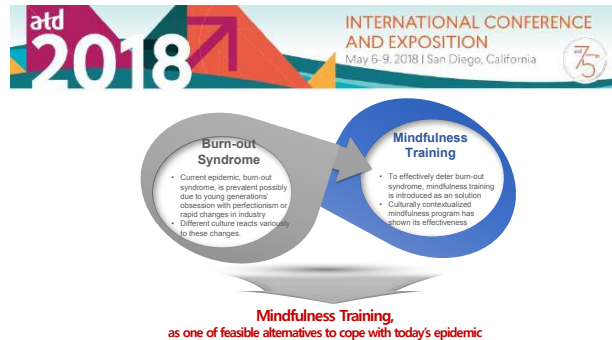 atd
2018
INTERNATIONAL CONFERENCE
AND EXPOSITION
May 6-9, 2018 | San Diego, California
75
Burn-out
Syndrome
• Current epidemic, burn-out
syndrome, is prevalent possibly
due to young generations'
obsession with perfectionism or
rapid changes in industry
• Different culture reacts variously
to these changes.
Mindfulness
Training
• To effectively deter burn-out
syndrome, mindfulness training
is introduced as an solution
• Culturally contextualized
mindfulness program has
shown its effectiveness
Mindfulness Training,
as one of feasible alternatives to cope with today's epidemic